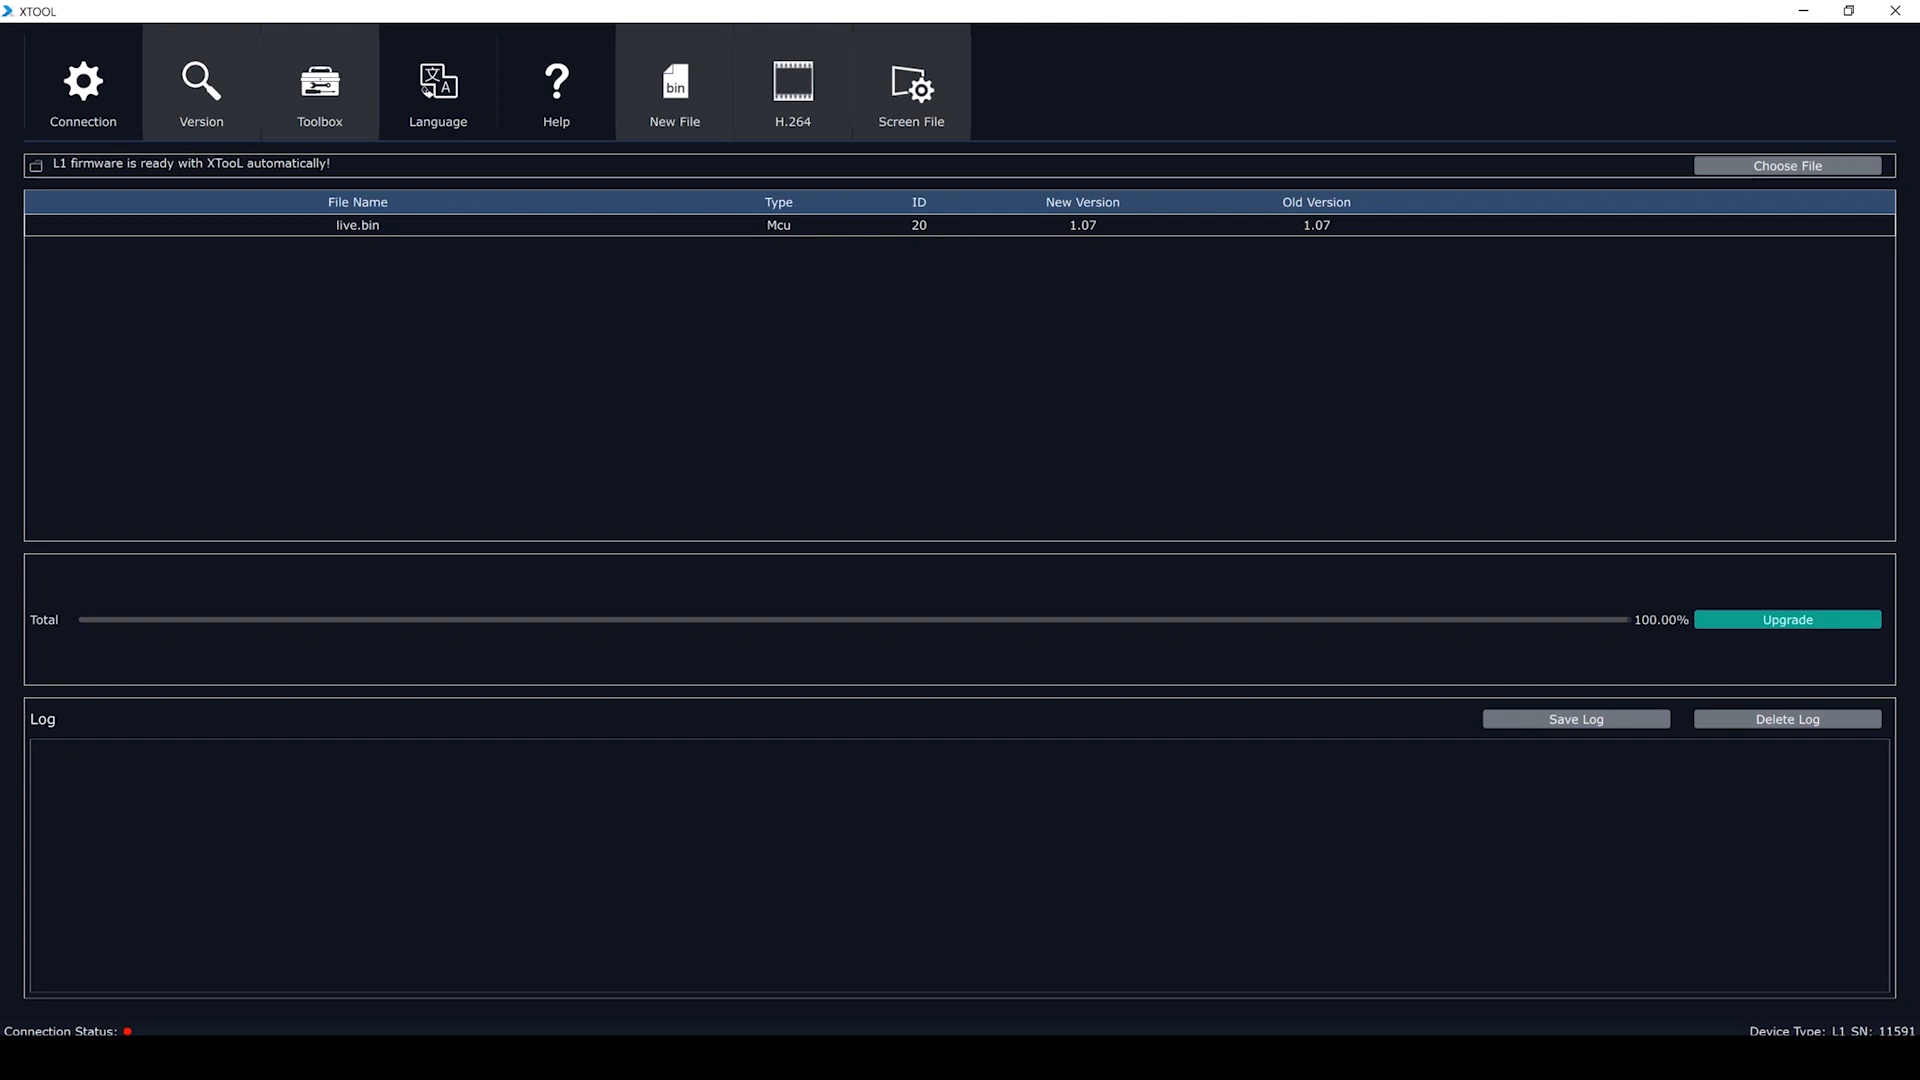 XTOOL
Connection Version Toolbox Language Help New File H.264 Screen File
文 A bin
L1 firmware is ready with XTooL automatically! Choose File
File Name Type ID New Version Old Version
live.bin Mcu 20 1.07 1.07
Total 100.00% Upgrade
Log Save Log Delete Log
Connection Status: Device Type: L1 SN: 11591